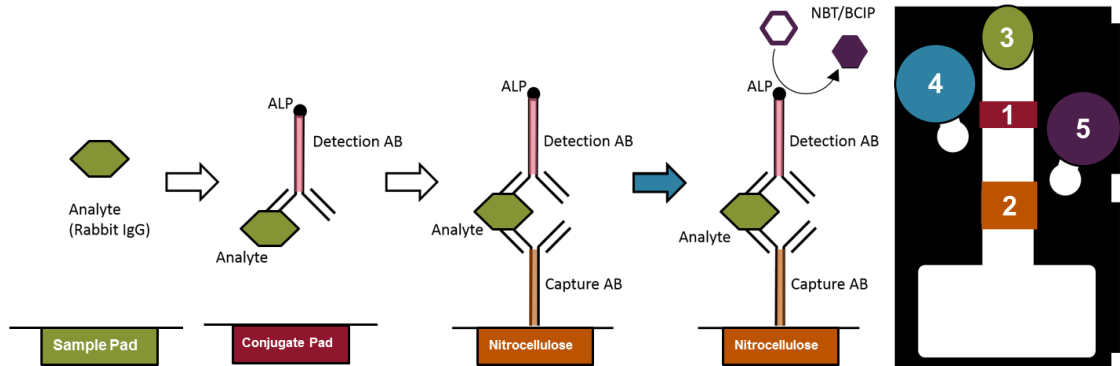 Analyte
(Rabbit IgG)
Sample Pad
ALP
Detection AB
Analyte
Conjugate Pad
ALP
Detection AB
Analyte
Capture AB
Nitrocellulose
NBT/BCIP
ALP
Detection AB
Analyte
Capture AB
Nitrocellulose
3
4
1
5
2